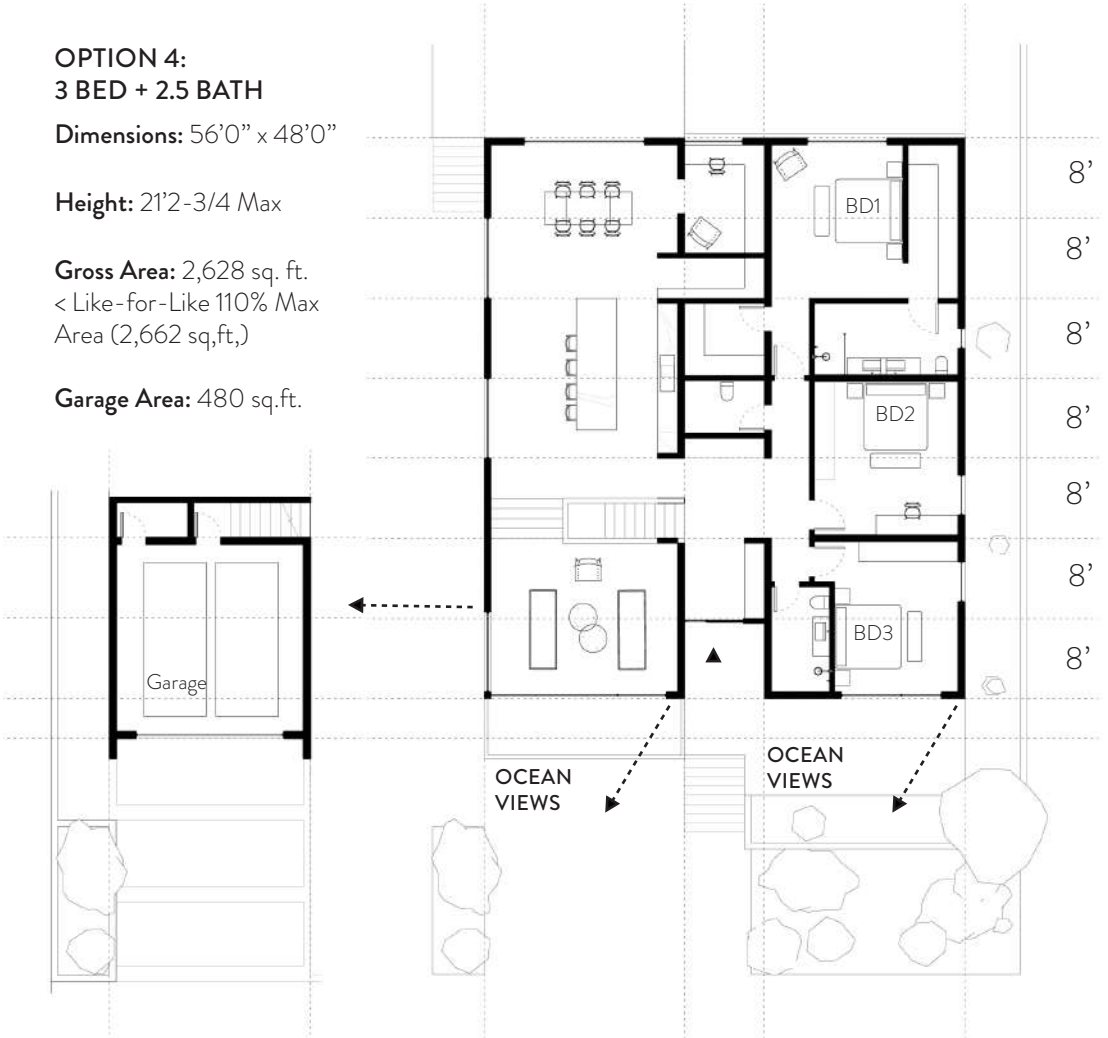 OPTION 4:
3 BED + 2.5 BATH
Dimensions: 56’0” x 48’0”
Height: 21’2-3/4 Max
Gross Area: 2,628 sq. ft.
< Like-for-Like 110% Max
Area (2,662 sq,ft,)
Garage Area: 480 sq.ft.
8’
BD1
8’
8’
8’
BD2
8’
8’
BD3
8’
Garage
OCEAN
VIEWS
OCEAN
VIEWS